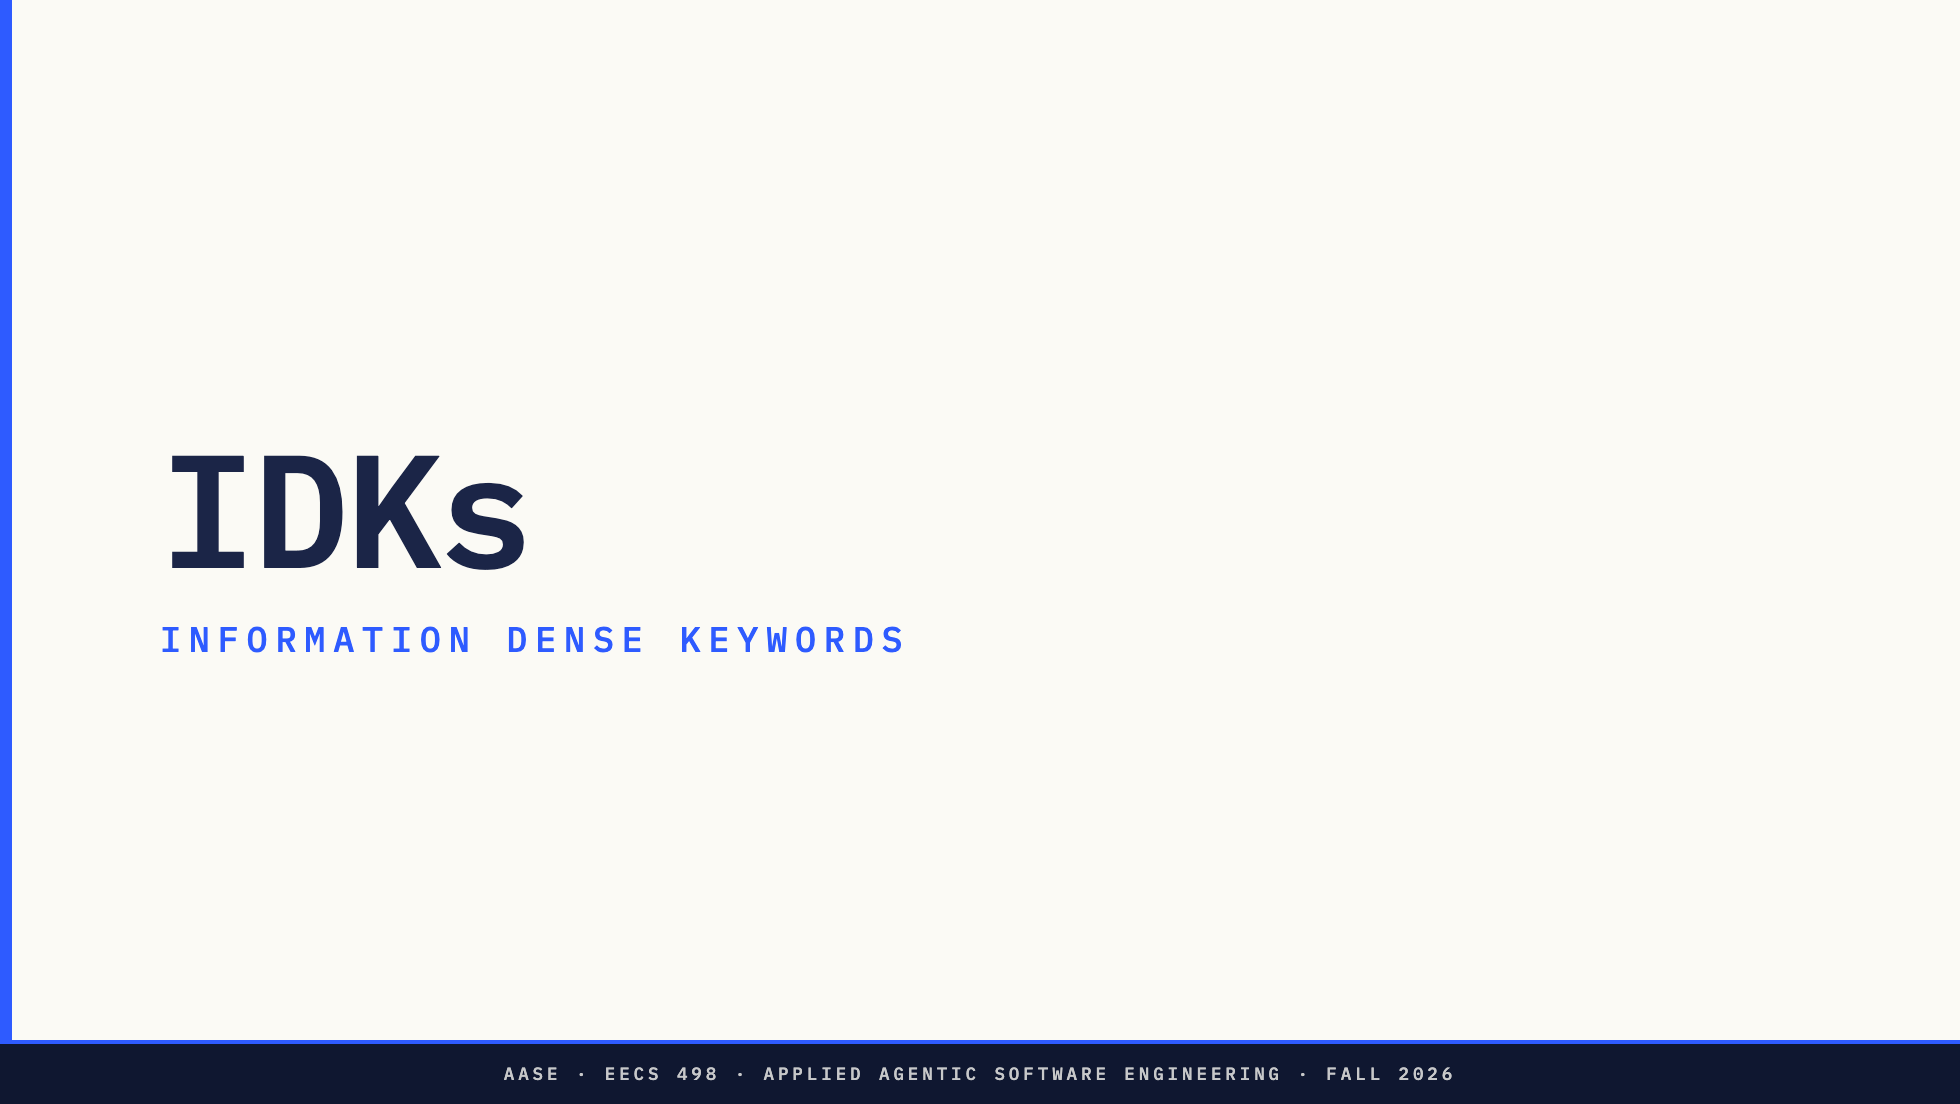 IDKs
INFORMATION DENSE KEYWORDS
AASE · EECS 498 · APPLIED AGENTIC SOFTWARE ENGINEERING · FALL 2026